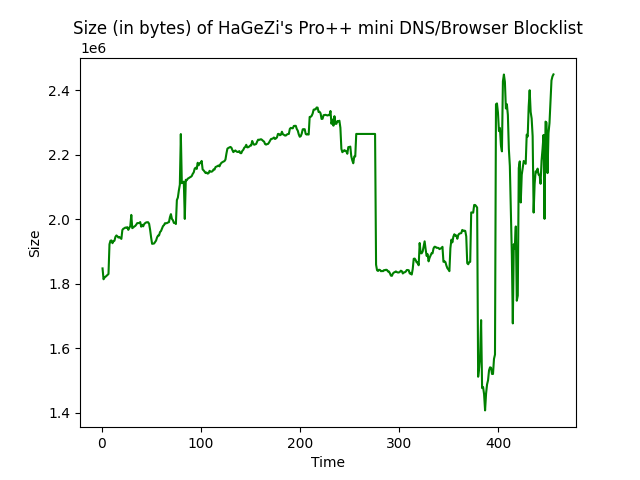 Size (in bytes) of HaGeZi's Pro++ mini DNS/Browser Blocklist
1e6
2.4
2.2
2.0
1.8
1.6
1.4
Size
0 100 200 300 400
Time